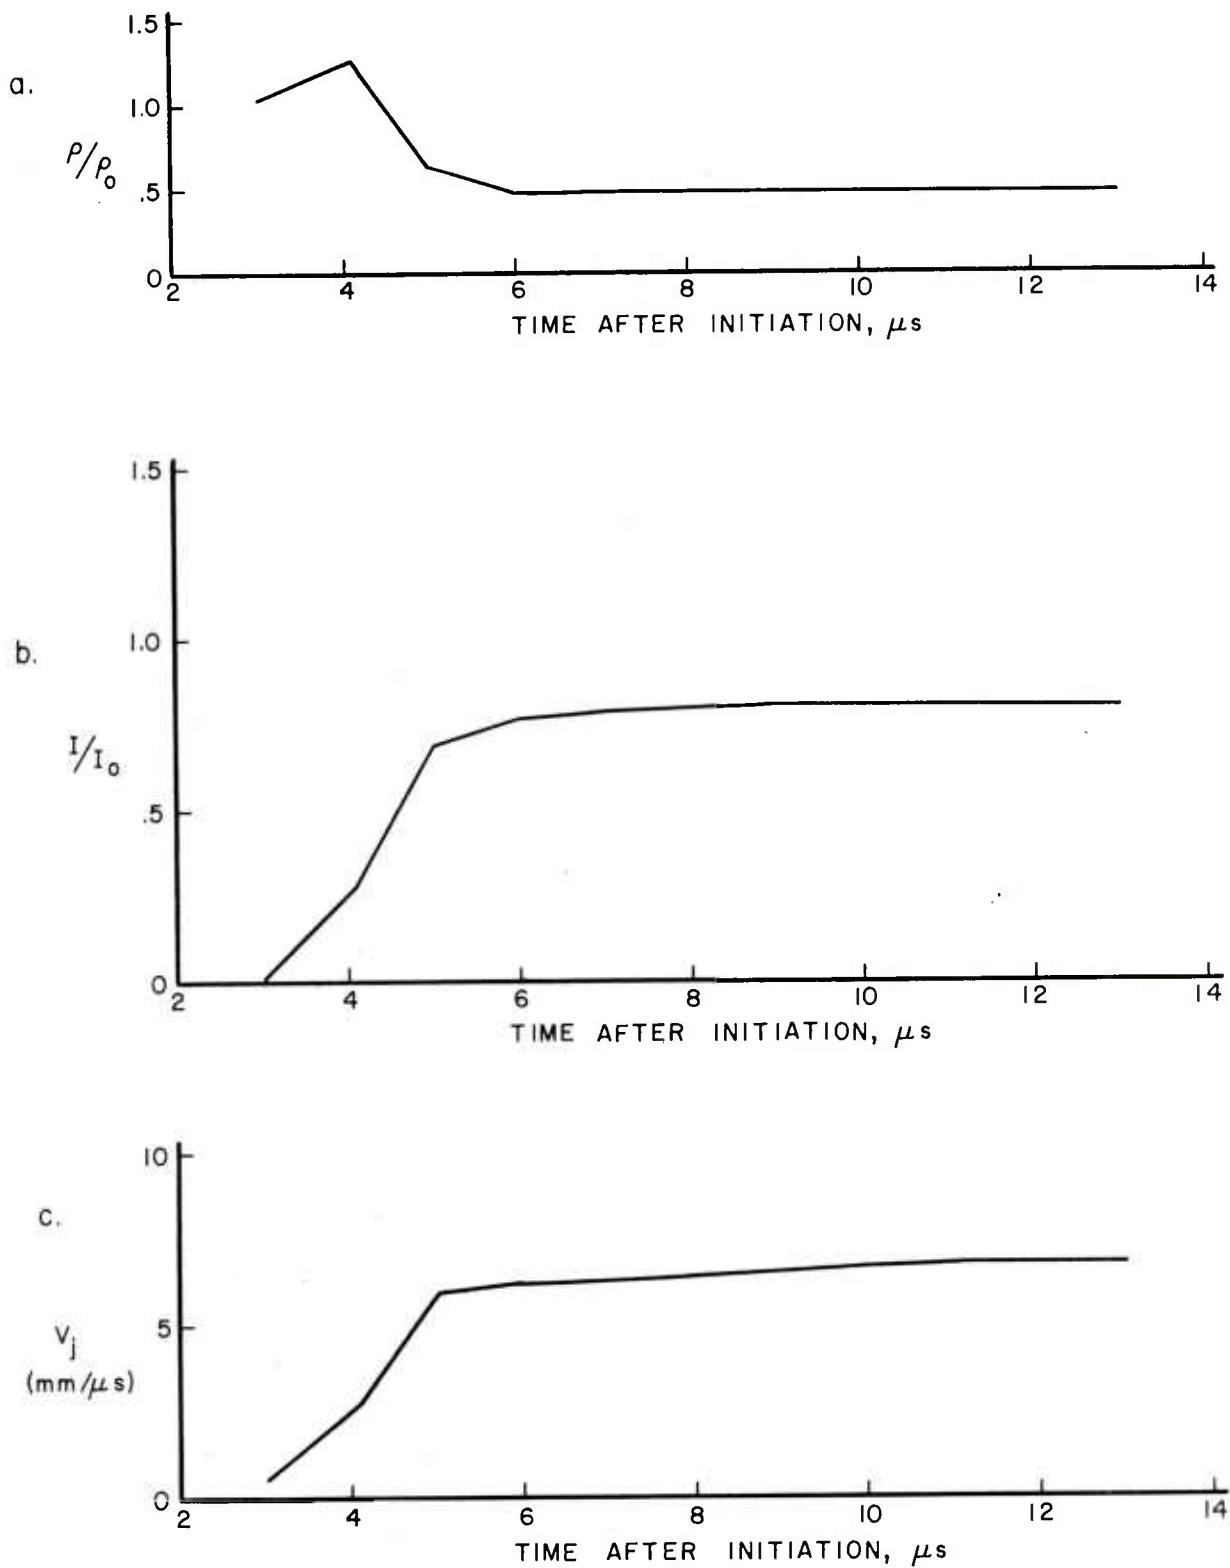 a.
1.5
1.0
ρ/ρ₀
.5
0
2 4 6 8 10 12 14
TIME AFTER INITIATION, μs
b.
1.5
1.0
I/I₀
.5
0
2 4 6 8 10 12 14
TIME AFTER INITIATION, μs
c.
10
5
Vⱼ
(mm/μs)
0
2 4 6 8 10 12 14
TIME AFTER INITIATION, μs